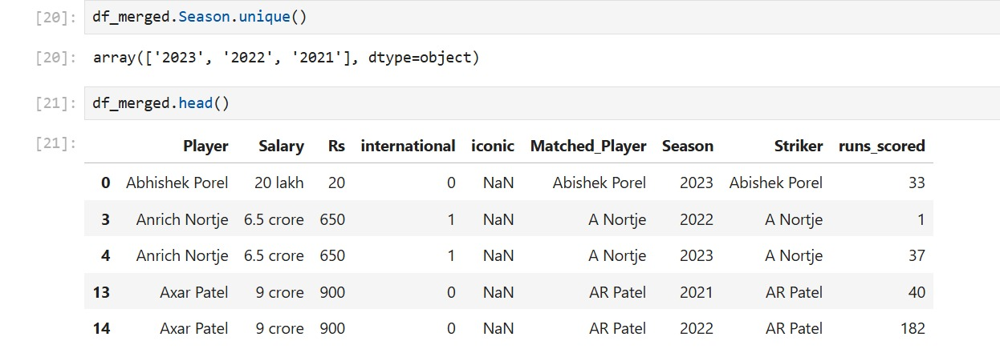 [20]: df_merged.Season.unique()
[20]: array(['2023', '2022', '2021'], dtype=object)
[21]: df_merged.head()
[21]:
Player Salary Rs international iconic Matched_Player Season Striker runs_scored
0 Abhishek Porel 20 lakh 20 0 NaN Abishek Porel 2023 Abishek Porel 33
3 Anrich Nortje 6.5 crore 650 1 NaN A Nortje 2022 A Nortje 1
4 Anrich Nortje 6.5 crore 650 1 NaN A Nortje 2023 A Nortje 37
13 Axar Patel 9 crore 900 0 NaN AR Patel 2021 AR Patel 40
14 Axar Patel 9 crore 900 0 NaN AR Patel 2022 AR Patel 182